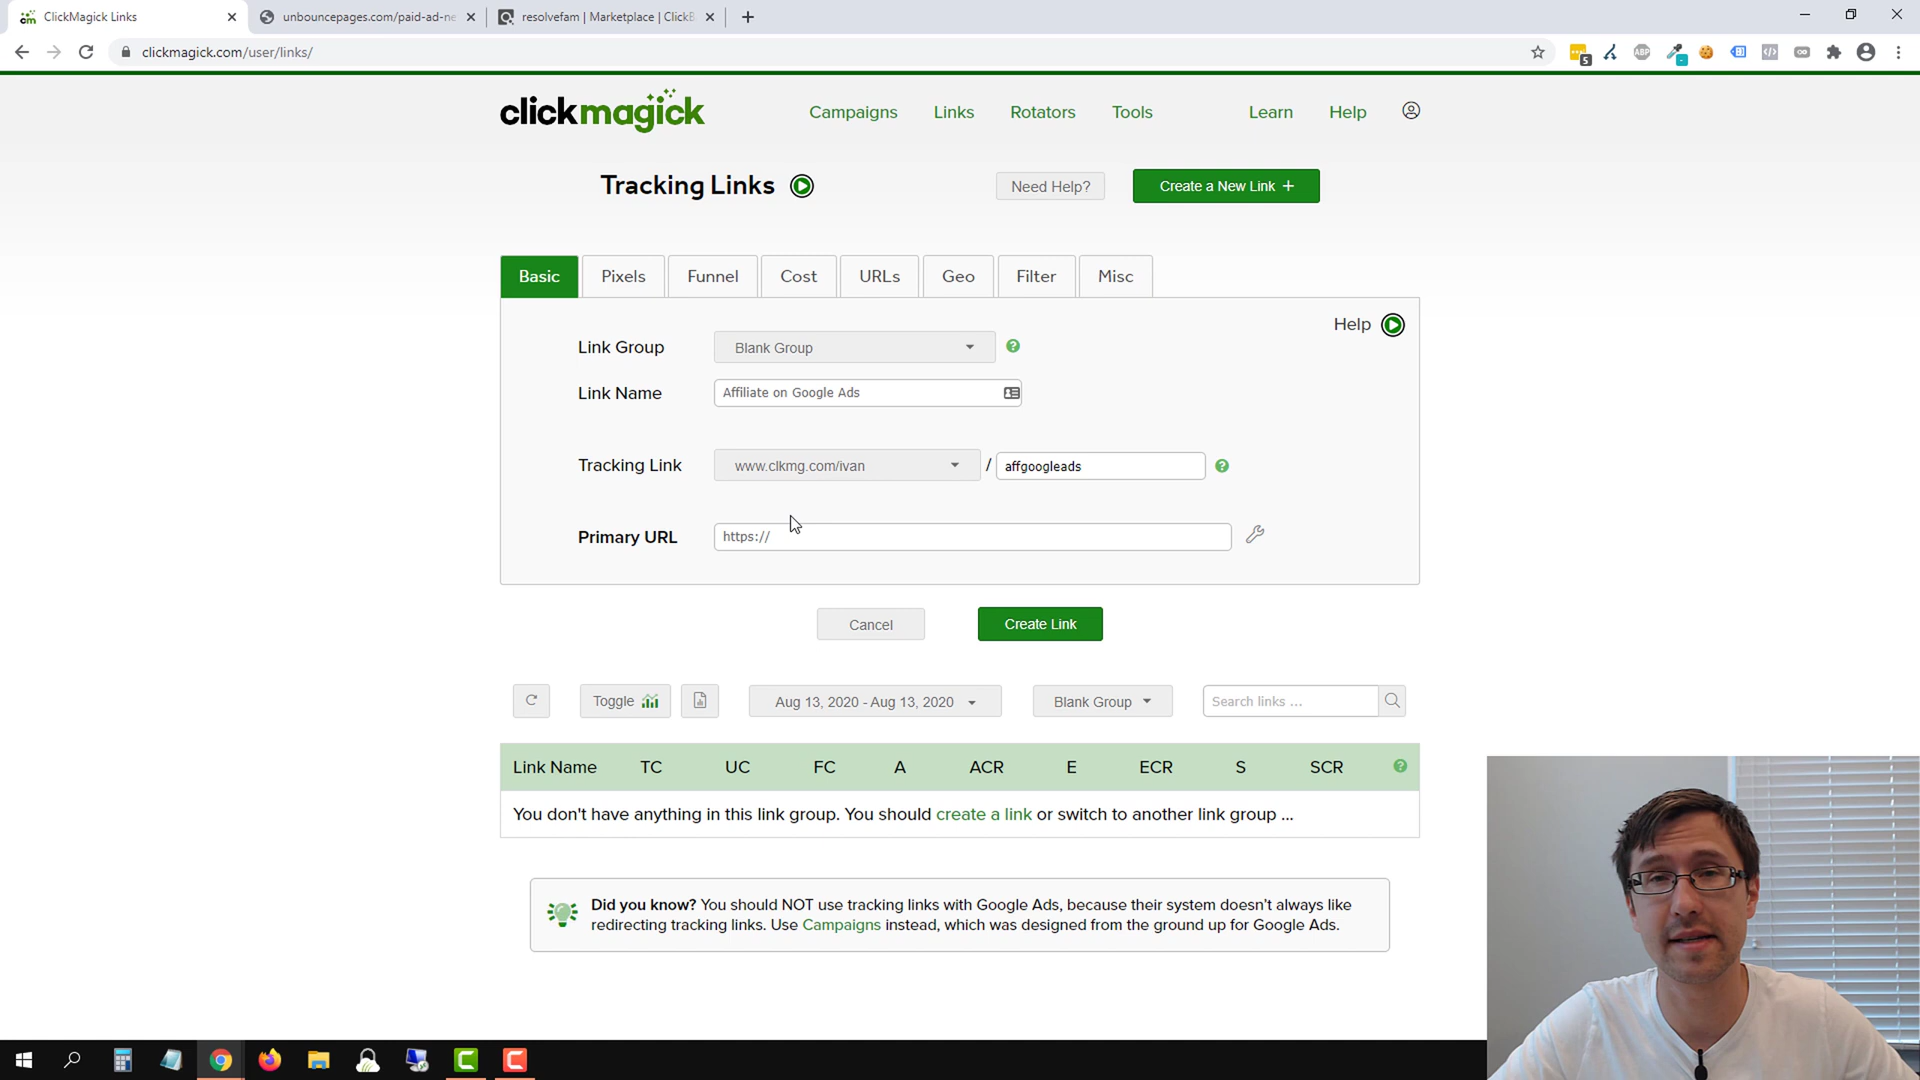 ClickMagick Links
unbouncepages.com/paid-ad-ne
resolvefam | Marketplace | ClickB
clickmagick.com/user/links/
5
ABP
clickmagick
Campaigns
Links
Rotators
Tools
Learn
Help
Tracking Links
Need Help?
Create a New Link +
Basic
Pixels
Funnel
Cost
URLs
Geo
Filter
Misc
Help
Link Group
Blank Group
?
Link Name
Affiliate on Google Ads
Tracking Link
www.clkmg.com/ivan
/
affgoogleads
?
Primary URL
https://
Cancel
Create Link
Toggle
Aug 13, 2020 - Aug 13, 2020
Blank Group
Search links ...
Link Name
TC
UC
FC
A
ACR
E
ECR
S
SCR
?
You don't have anything in this link group. You should create a link or switch to another link group ...
Did you know? You should NOT use tracking links with Google Ads, because their system doesn't always like
redirecting tracking links. Use Campaigns instead, which was designed from the ground up for Google Ads.